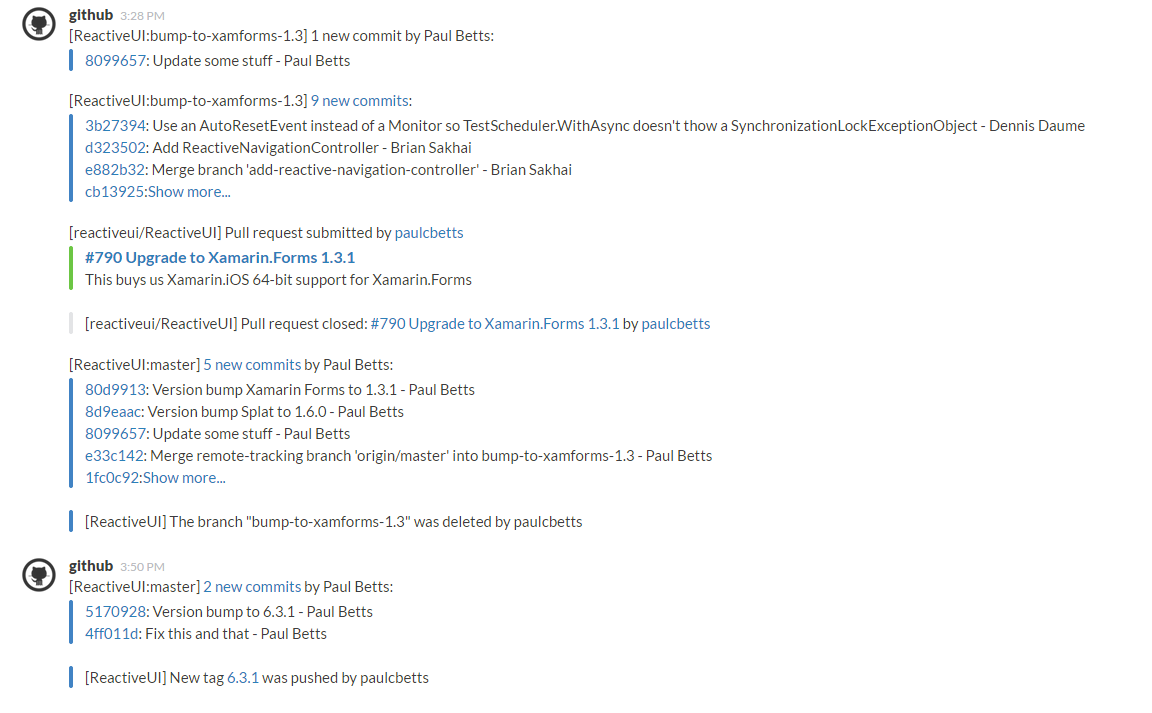 github 3:28 PM
[ReactiveUI:bump-to-xamforms-1.3] 1 new commit by Paul Betts:
8099657: Update some stuff - Paul Betts
[ReactiveUI:bump-to-xamforms-1.3] 9 new commits:
3b27394: Use an AutoResetEvent instead of a Monitor so TestScheduler.WithAsync doesn't thow a SynchronizationLockExceptionObject - Dennis Daume
d323502: Add ReactiveNavigationController - Brian Sakhai
e882b32: Merge branch 'add-reactive-navigation-controller' - Brian Sakhai
cb13925:Show more...
[reactiveui/ReactiveUI] Pull request submitted by paulcbetts
#790 Upgrade to Xamarin.Forms 1.3.1
This buys us Xamarin.iOS 64-bit support for Xamarin.Forms
[reactiveui/ReactiveUI] Pull request closed: #790 Upgrade to Xamarin.Forms 1.3.1 by paulcbetts
[ReactiveUI:master] 5 new commits by Paul Betts:
80d9913: Version bump Xamarin Forms to 1.3.1 - Paul Betts
8d9eaac: Version bump Splat to 1.6.0 - Paul Betts
8099657: Update some stuff - Paul Betts
e33c142: Merge remote-tracking branch 'origin/master' into bump-to-xamforms-1.3 - Paul Betts
1fc0c92:Show more...
[ReactiveUI] The branch "bump-to-xamforms-1.3" was deleted by paulcbetts
github 3:50 PM
[ReactiveUI:master] 2 new commits by Paul Betts:
5170928: Version bump to 6.3.1 - Paul Betts
4ff011d: Fix this and that - Paul Betts
[ReactiveUI] New tag 6.3.1 was pushed by paulcbetts